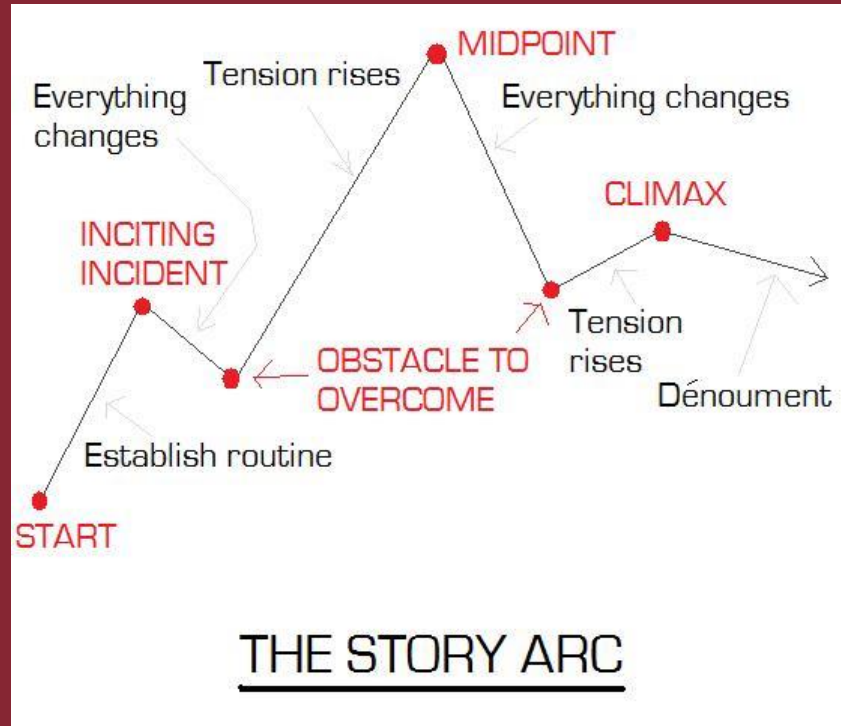 MIDPOINT
Tension rises
Everything
changes
Everything changes
CLIMAX
INCITING
INCIDENT
OBSTACLE TO
OVERCOME
Tension
rises
Dénoument
Establish routine
START
THE STORY ARC